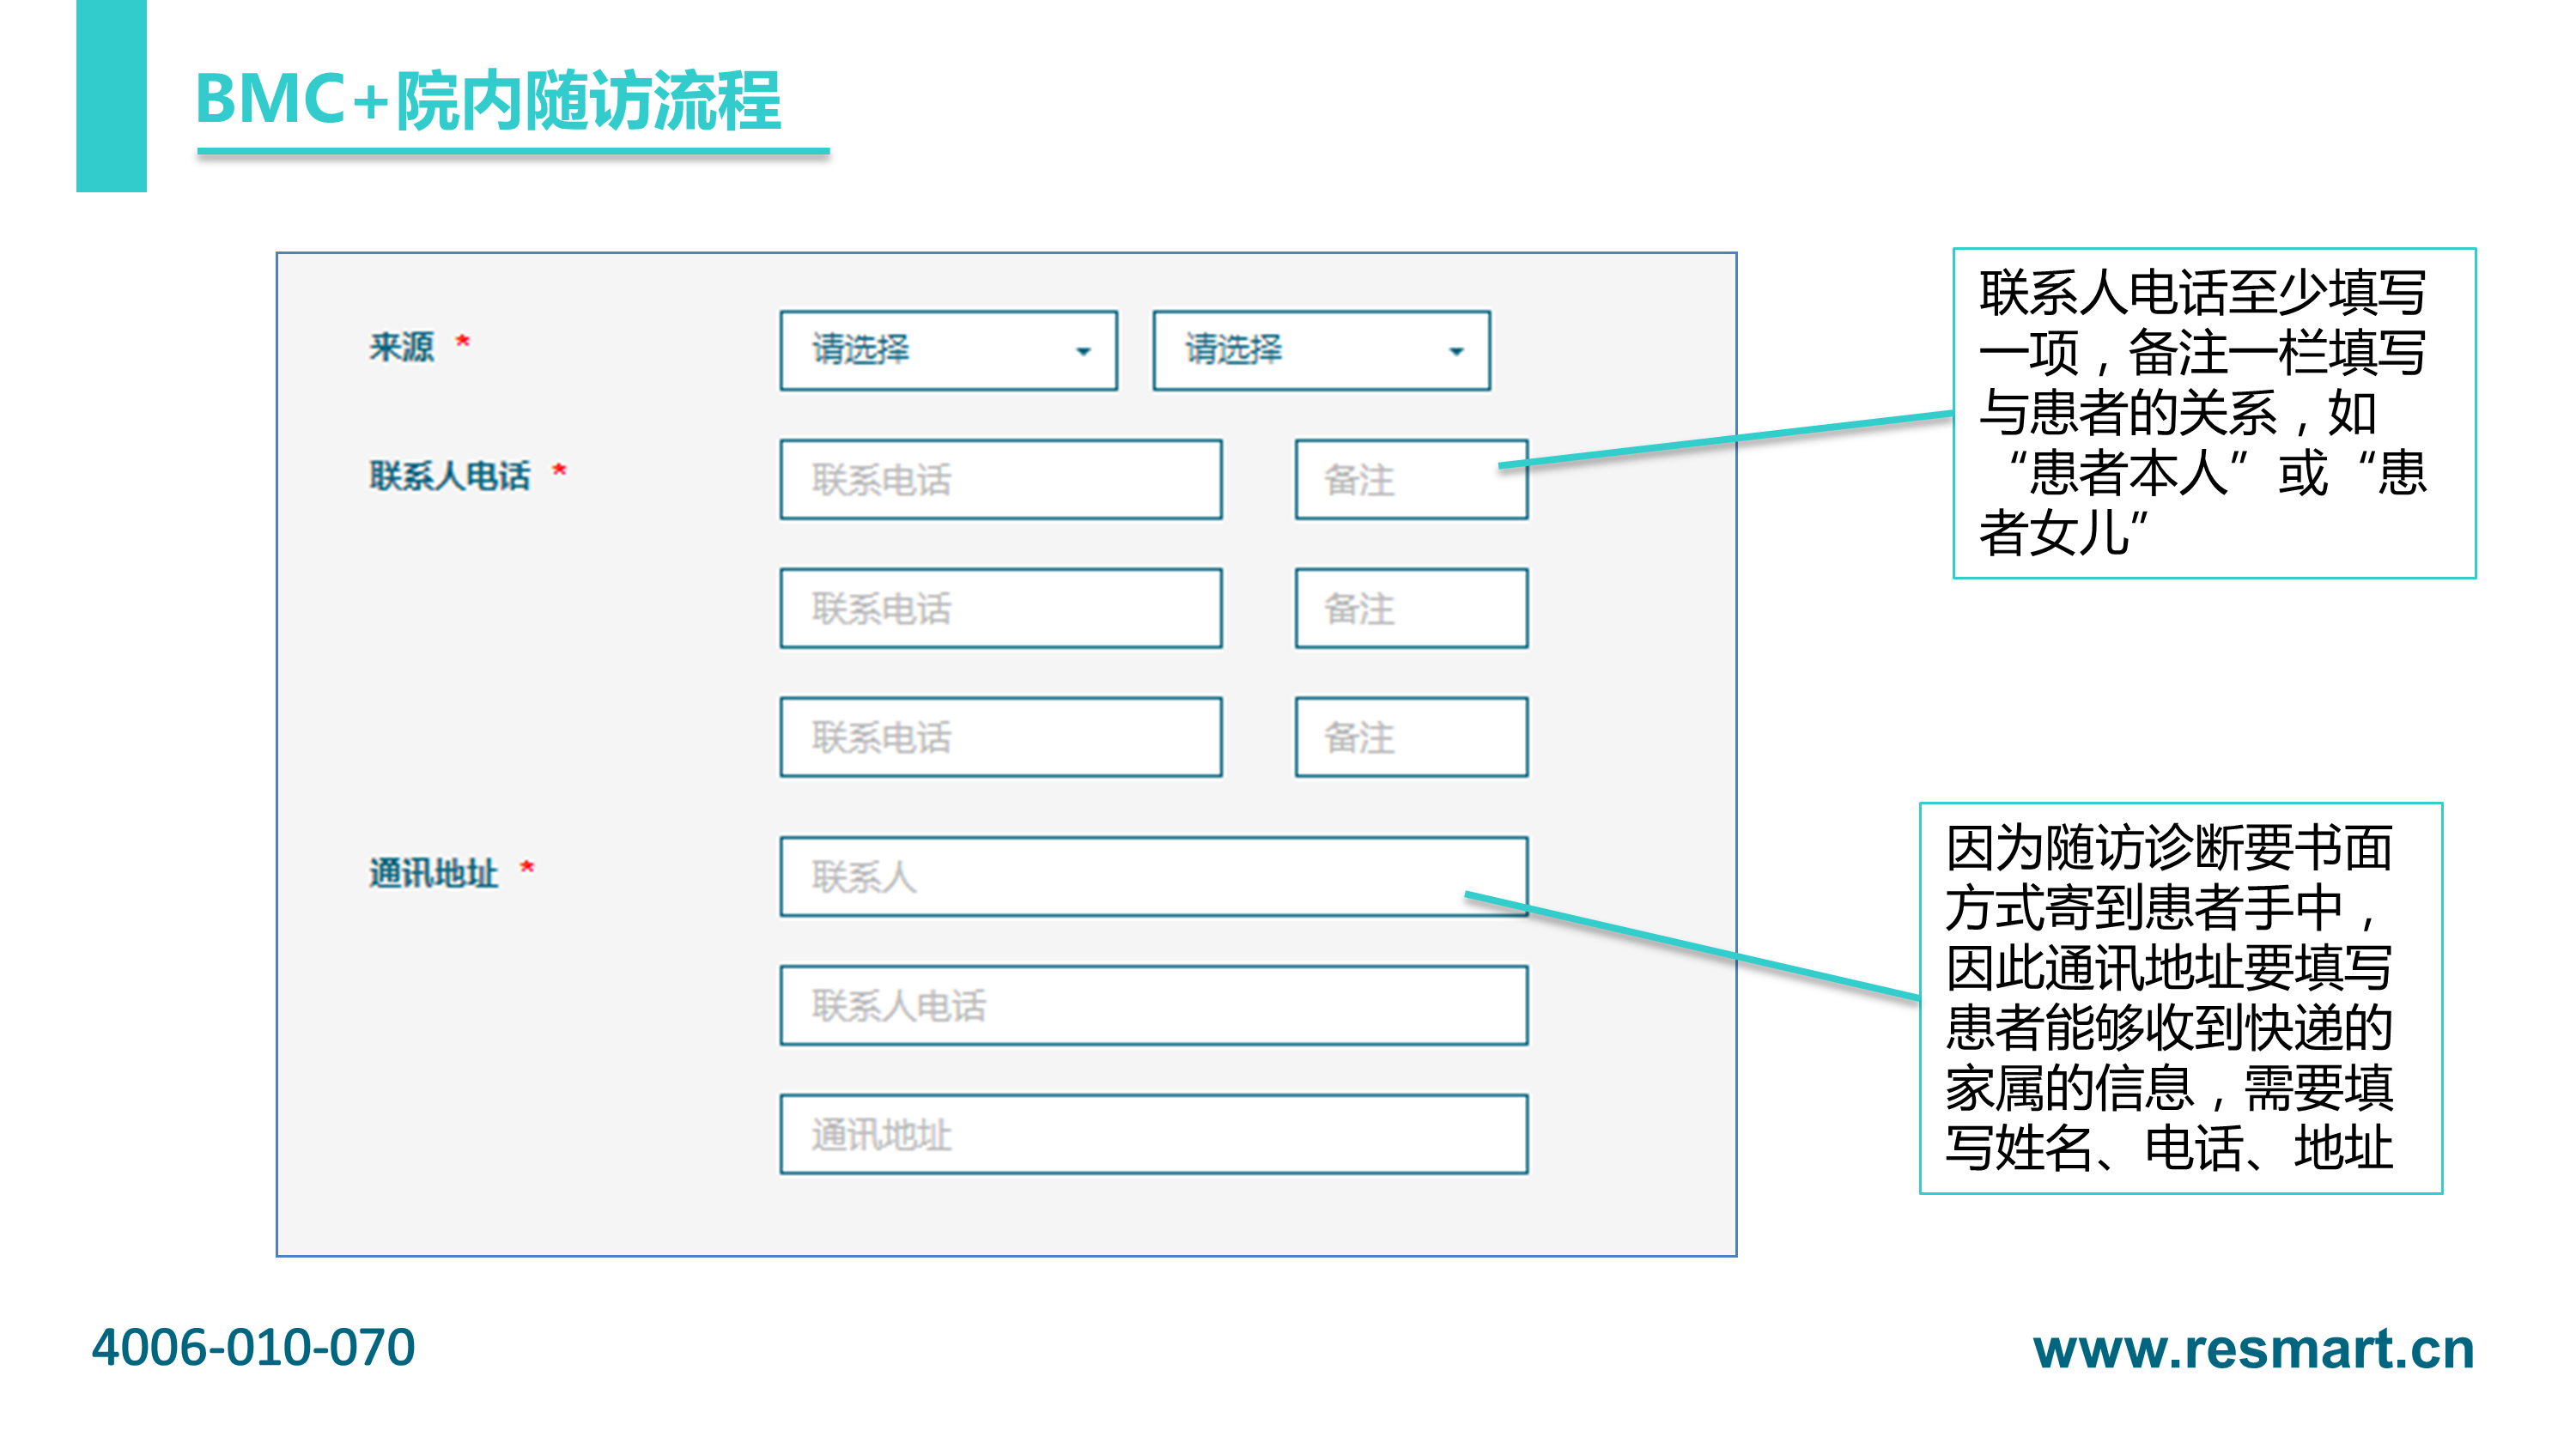 BMC+院内随访流程
来源 * 请选择 请选择
联系人电话 * 联系电话 备注
联系电话 备注
联系电话 备注
通讯地址 * 联系人
联系人电话
通讯地址
联系人电话至少填写
一项，备注一栏填写
与患者的关系，如
“患者本人”或“患
者女儿”
因为随访诊断要书面
方式寄到患者手中，
因此通讯地址要填写
患者能够收到快递的
家属的信息，需要填
写姓名、电话、地址
4006-010-070
www.resmart.cn